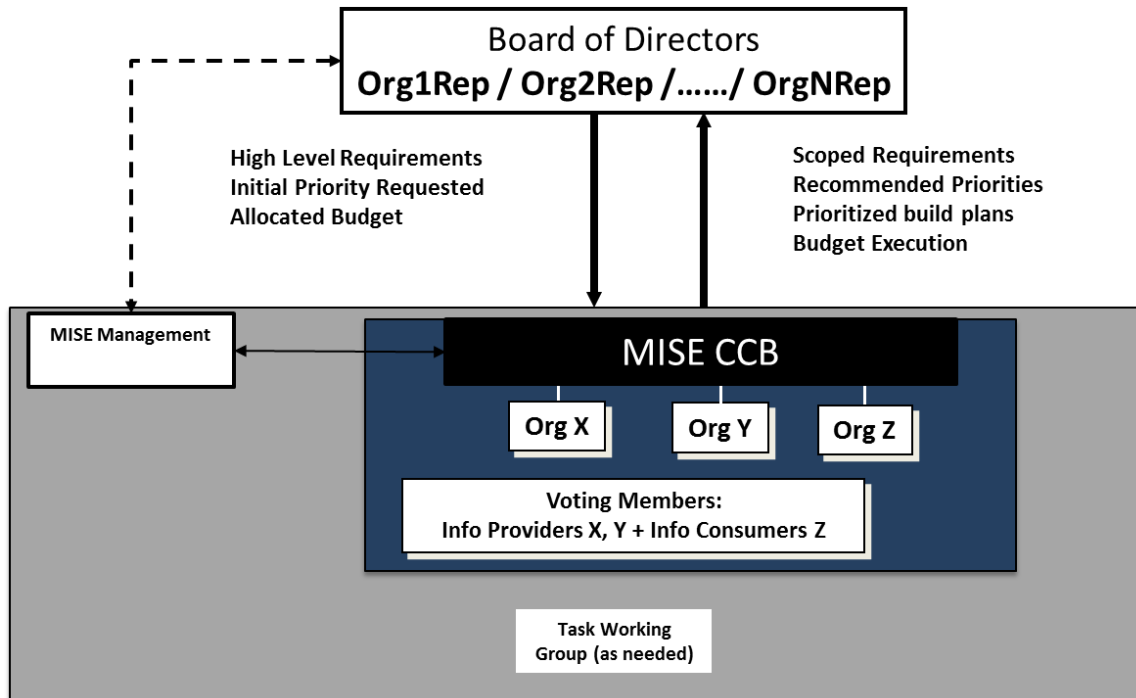 Board of Directors
Org1Rep / Org2Rep /....../ OrgNRep
High Level Requirements
Initial Priority Requested
Allocated Budget
Scoped Requirements
Recommended Priorities
Prioritized build plans
Budget Execution
MISE Management
MISE CCB
Org X
Org Y
Org Z
Voting Members:
Info Providers X, Y + Info Consumers Z
Task Working
Group (as needed)